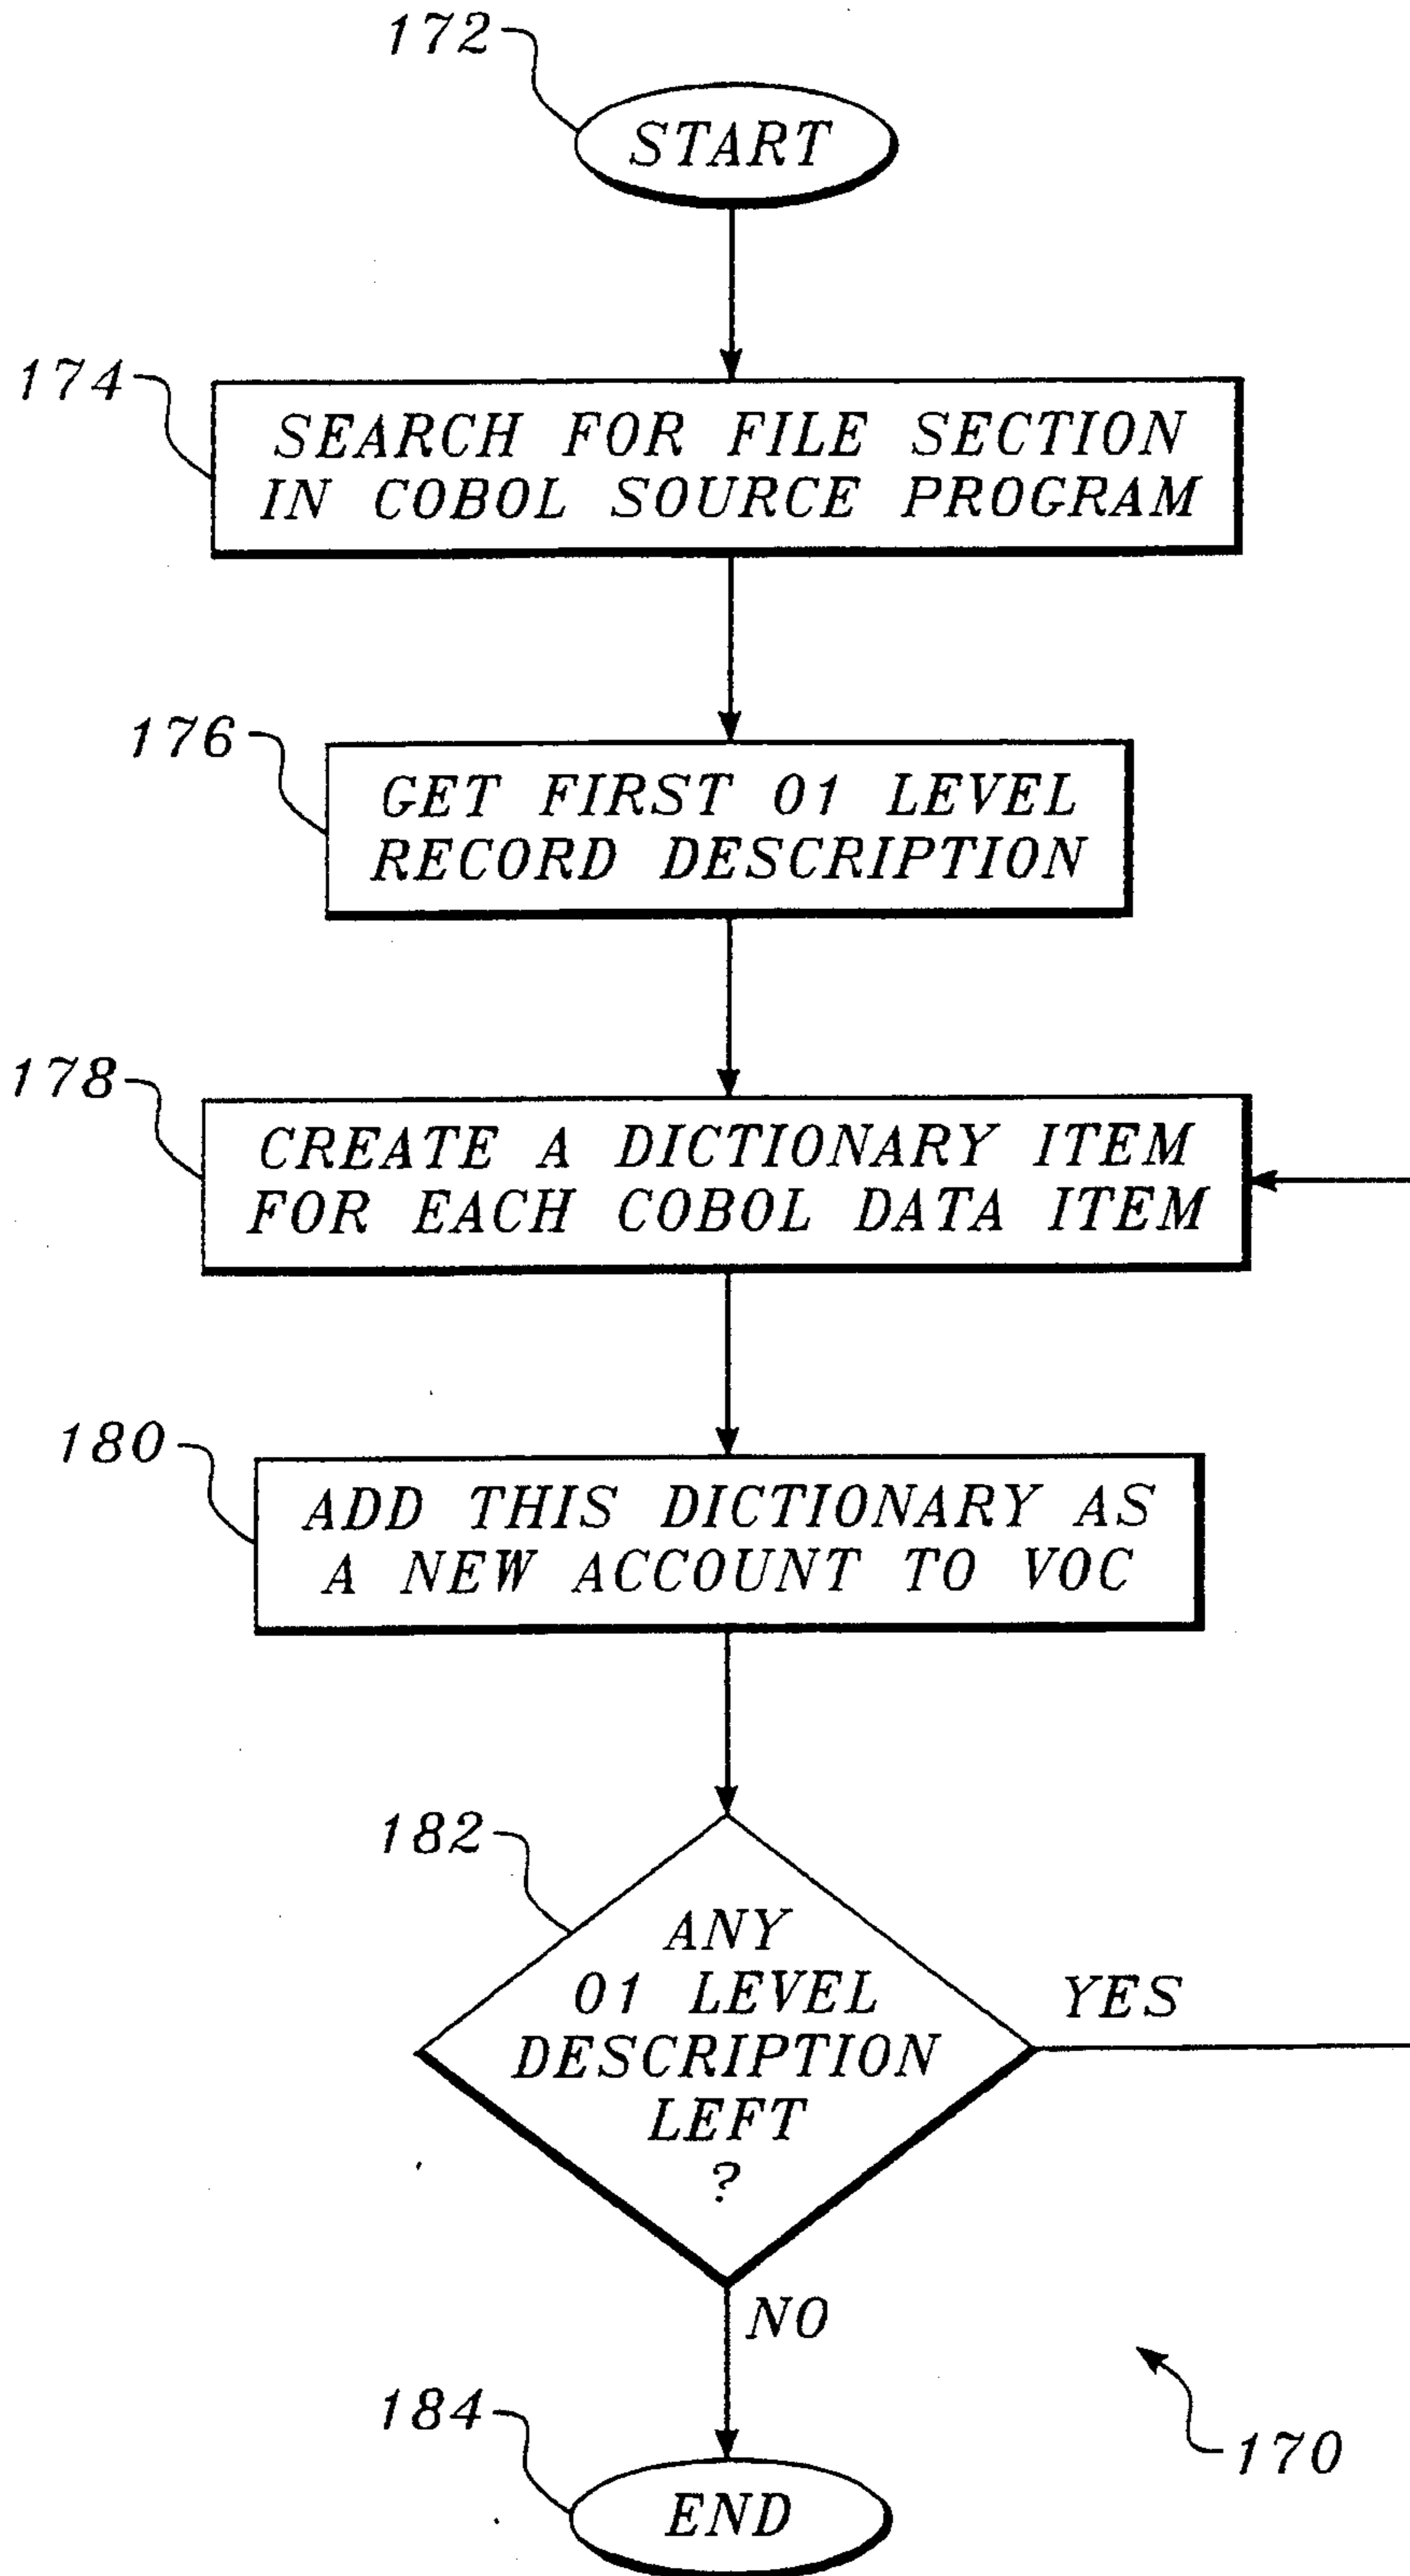 172
START
174
SEARCH FOR FILE SECTION
IN COBOL SOURCE PROGRAM
176
GET FIRST 01 LEVEL
RECORD DESCRIPTION
178
CREATE A DICTIONARY ITEM
FOR EACH COBOL DATA ITEM
180
ADD THIS DICTIONARY AS
A NEW ACCOUNT TO VOC
182
ANY
01 LEVEL
DESCRIPTION
LEFT
?
YES
NO
184
END
170